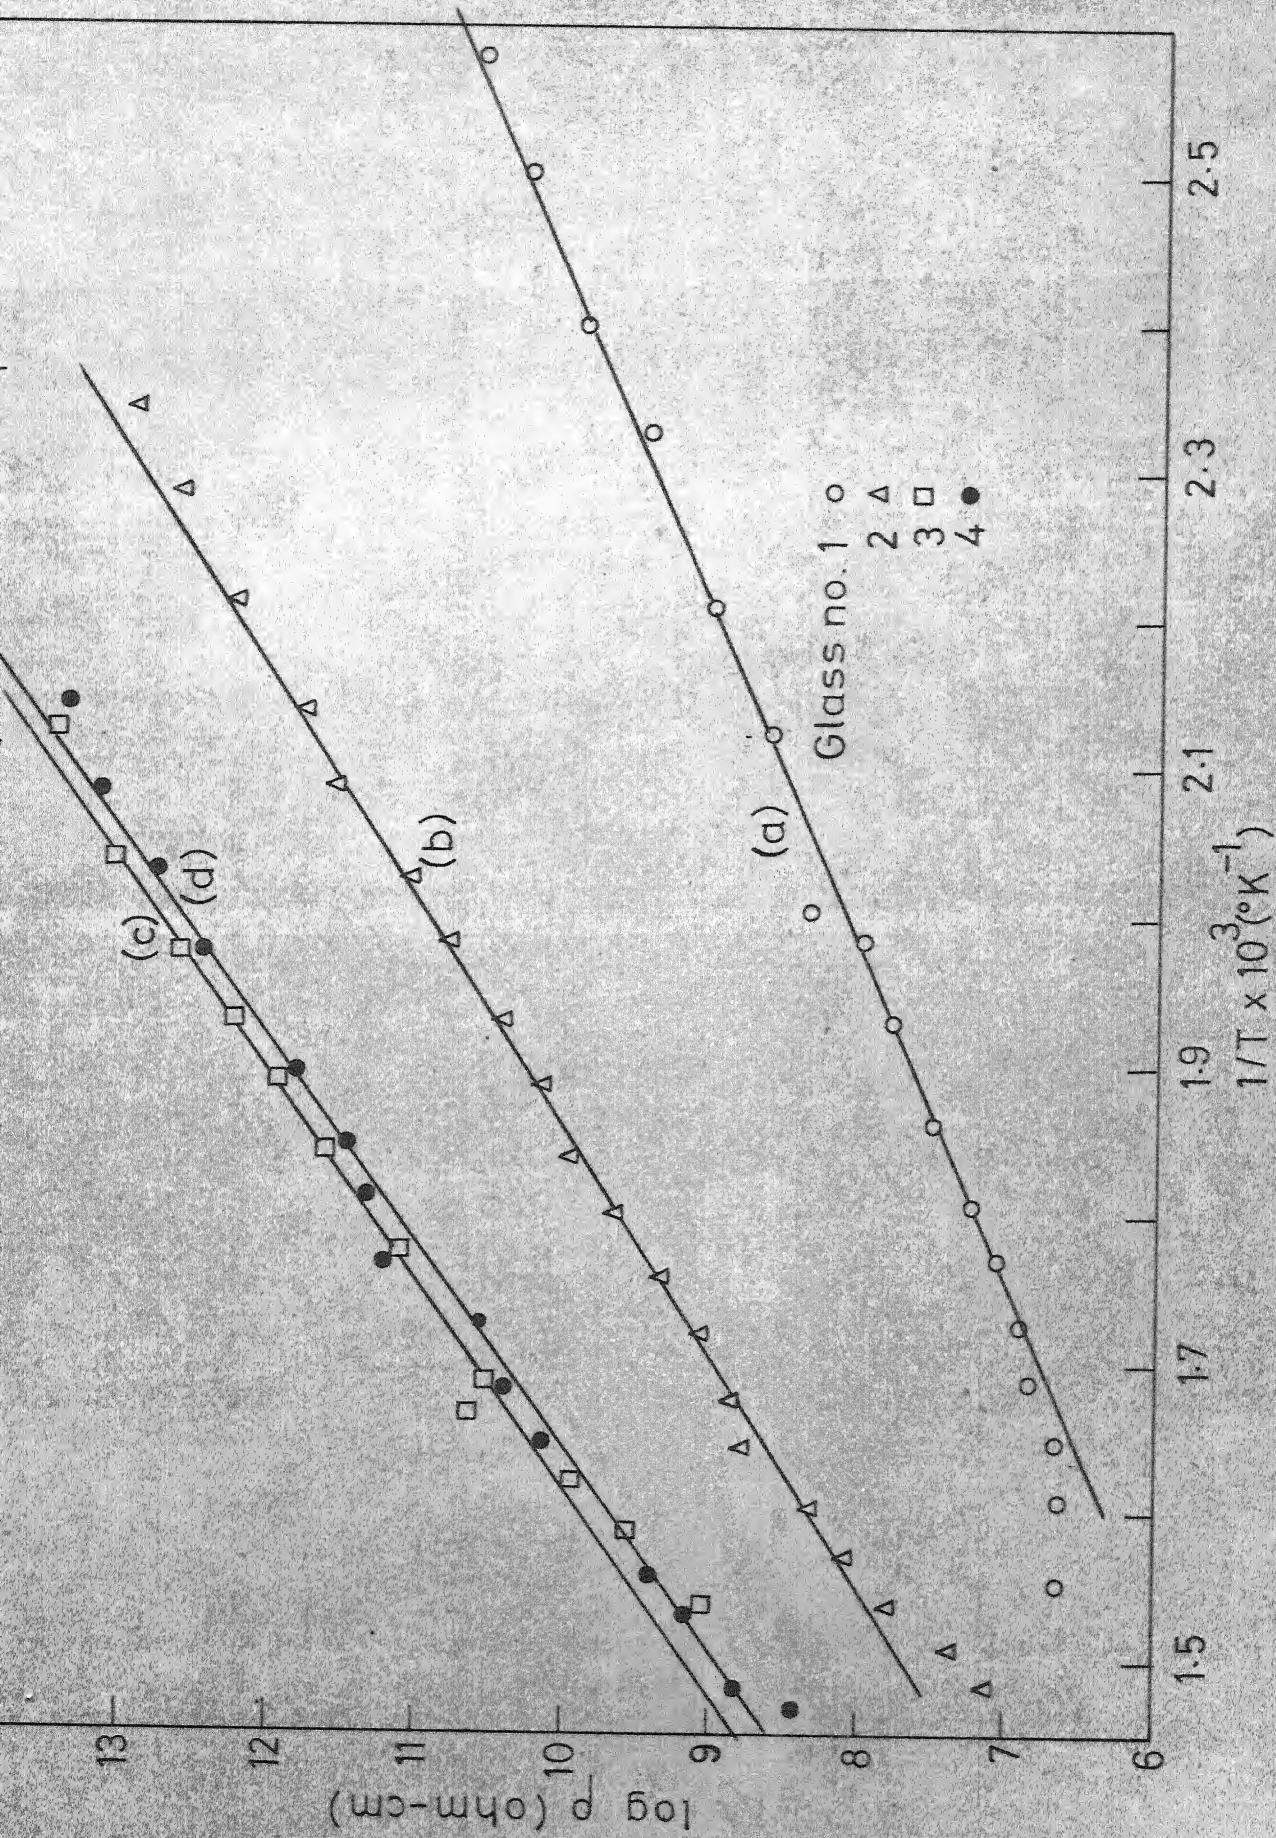 13
12
11
10
9
8
7
6
log ρ (ohm-cm)
(c)
(d)
(b)
(a)
Glass no. 1 ○
2 △
3 □
4 ●
1·5
1·7
1·9
2·1
2·3
2·5
1/T x 10³ (°K⁻¹)